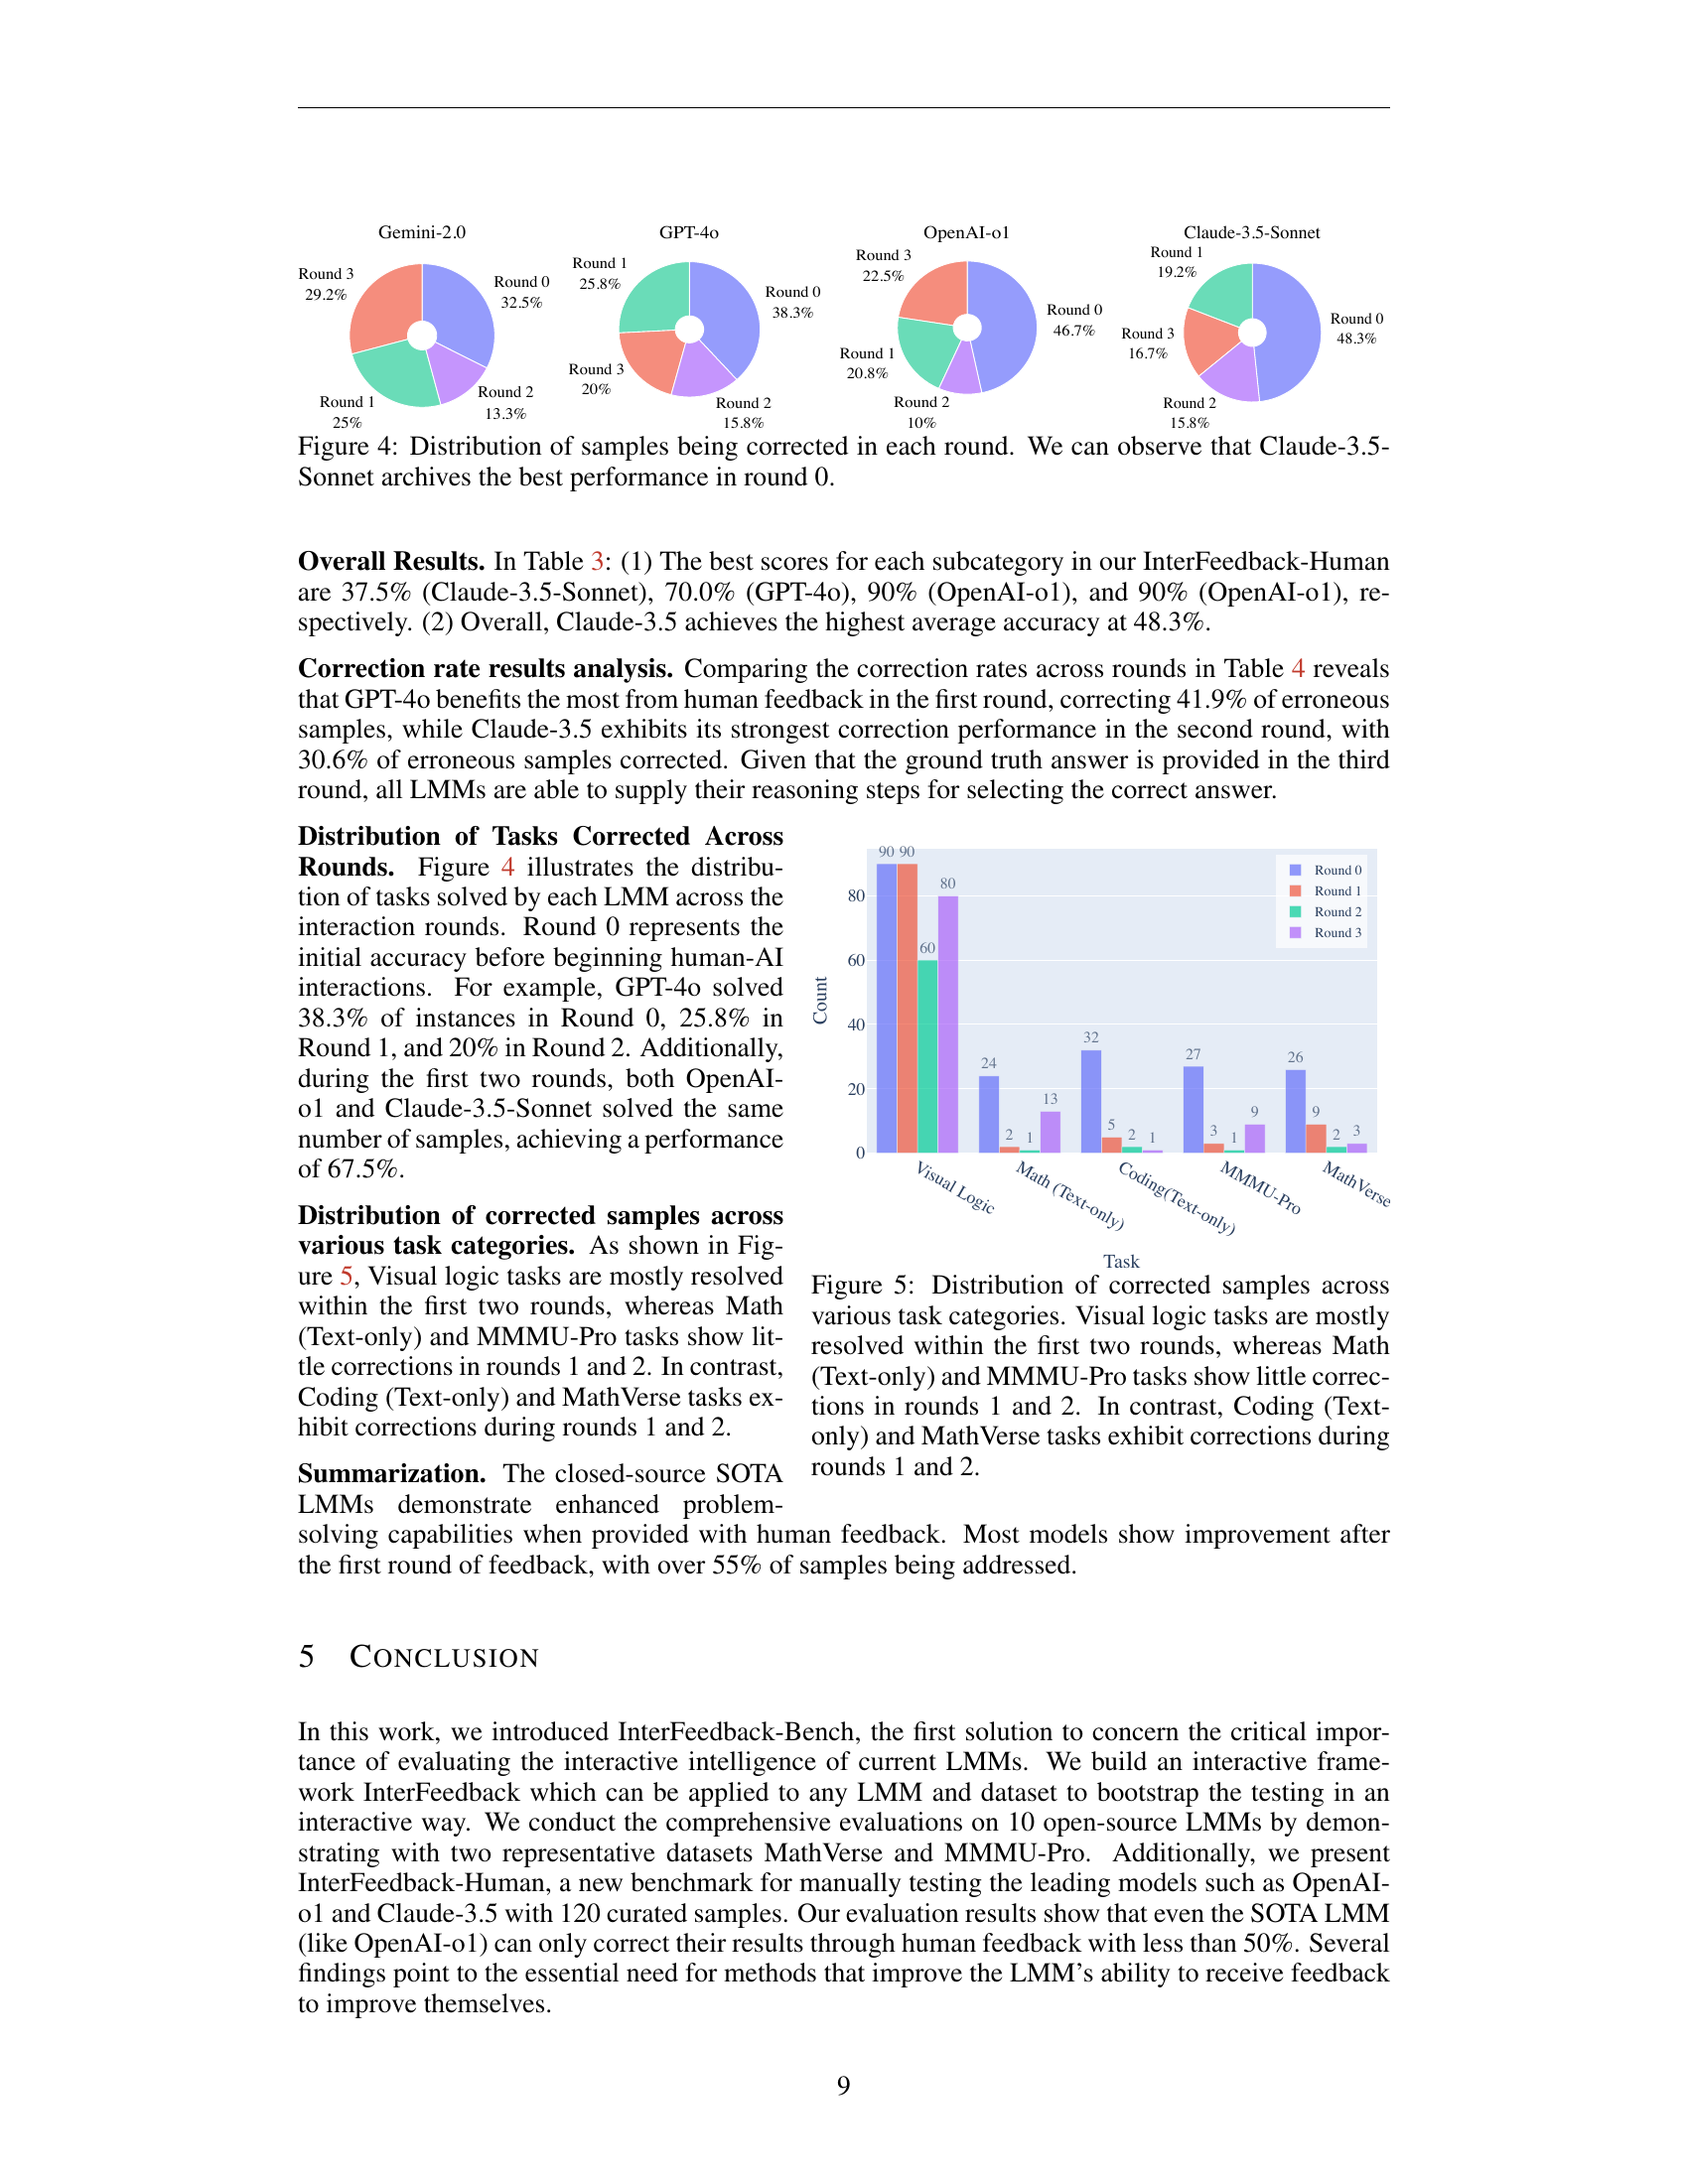 Gemini-2.0
Round 3
29.2%
Round 0
32.5%
Round 1
25%
Round 2
13.3%
GPT-4o
Round 1
25.8%
Round 0
38.3%
Round 3
20%
Round 2
15.8%
OpenAI-o1
Round 3
22.5%
Round 0
46.7%
Round 1
20.8%
Round 2
10%
Claude-3.5-Sonnet
Round 1
19.2%
Round 0
48.3%
Round 3
16.7%
Round 2
15.8%
Figure 4: Distribution of samples being corrected in each round. We can observe that Claude-3.5-
Sonnet archives the best performance in round 0.
Overall Results. In Table 3: (1) The best scores for each subcategory in our InterFeedback-Human
are 37.5% (Claude-3.5-Sonnet), 70.0% (GPT-4o), 90% (OpenAI-o1), and 90% (OpenAI-o1), re-
spectively. (2) Overall, Claude-3.5 achieves the highest average accuracy at 48.3%.
Correction rate results analysis. Comparing the correction rates across rounds in Table 4 reveals
that GPT-4o benefits the most from human feedback in the first round, correcting 41.9% of erroneous
samples, while Claude-3.5 exhibits its strongest correction performance in the second round, with
30.6% of erroneous samples corrected. Given that the ground truth answer is provided in the third
round, all LMMs are able to supply their reasoning steps for selecting the correct answer.
Distribution of Tasks Corrected Across
Rounds. Figure 4 illustrates the distribu-
tion of tasks solved by each LMM across the
interaction rounds. Round 0 represents the
initial accuracy before beginning human-AI
interactions. For example, GPT-4o solved
38.3% of instances in Round 0, 25.8% in
Round 1, and 20% in Round 2. Additionally,
during the first two rounds, both OpenAI-
o1 and Claude-3.5-Sonnet solved the same
number of samples, achieving a performance
of 67.5%.
Distribution of corrected samples across
various task categories. As shown in Fig-
ure 5, Visual logic tasks are mostly resolved
within the first two rounds, whereas Math
(Text-only) and MMMU-Pro tasks show lit-
tle corrections in rounds 1 and 2. In contrast,
Coding (Text-only) and MathVerse tasks ex-
hibit corrections during rounds 1 and 2.
Summarization. The closed-source SOTA
LMMs demonstrate enhanced problem-
solving capabilities when provided with human feedback. Most models show improvement after
the first round of feedback, with over 55% of samples being addressed.
90 90
60
80
24
2
1
13
32
5
2
1
27
3
1
9
26
9
2
3
Round 0
Round 1
Round 2
Round 3
80
60
40
20
0
Count
Visual Logic
Math (Text-only)
Coding(Text-only)
MMMU-Pro
MathVerse
Task
Figure 5: Distribution of corrected samples across
various task categories. Visual logic tasks are mostly
resolved within the first two rounds, whereas Math
(Text-only) and MMMU-Pro tasks show little correc-
tions in rounds 1 and 2. In contrast, Coding (Text-
only) and MathVerse tasks exhibit corrections during
rounds 1 and 2.
5 CONCLUSION
In this work, we introduced InterFeedback-Bench, the first solution to concern the critical impor-
tance of evaluating the interactive intelligence of current LMMs. We build an interactive frame-
work InterFeedback which can be applied to any LMM and dataset to bootstrap the testing in an
interactive way. We conduct the comprehensive evaluations on 10 open-source LMMs by demon-
strating with two representative datasets MathVerse and MMMU-Pro. Additionally, we present
InterFeedback-Human, a new benchmark for manually testing the leading models such as OpenAI-
o1 and Claude-3.5 with 120 curated samples. Our evaluation results show that even the SOTA LMM
(like OpenAI-o1) can only correct their results through human feedback with less than 50%. Several
findings point to the essential need for methods that improve the LMM's ability to receive feedback
to improve themselves.
9